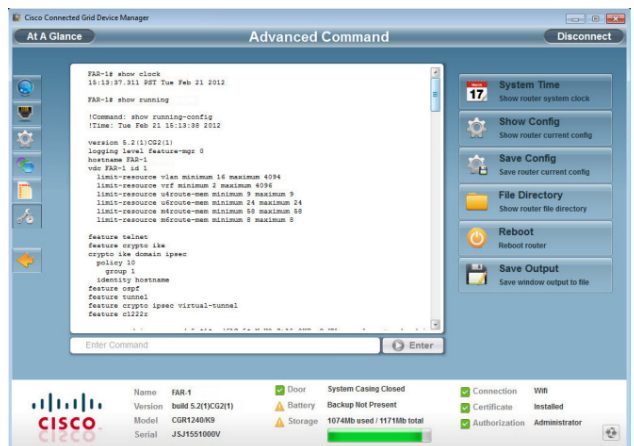 Cisco Connected Grid Device Manager
At A Glance
Advanced Command
Disconnect
FAR-1# show clock
15:13:37.311 PST Tue Feb 21 2012
FAR-1# show running
!Command: show running-config
!Time: Tue Feb 21 15:13:38 2012
version 5.2(1)CG2(1)
logging level feature-mgr 0
hostname FAR-1
vdc FAR-1 id 1
limit-resource vlan minimum 16 maximum 4094
limit-resource vrf minimum 2 maximum 4096
limit-resource u4route-mem minimum 9 maximum 9
limit-resource u6route-mem minimum 24 maximum 24
limit-resource m4route-mem minimum 58 maximum 58
limit-resource m6route-mem minimum 8 maximum 8
feature telnet
feature crypto ike
crypto ike domain ipsec
policy 10
group 1
identity hostname
feature ospf
feature tunnel
feature crypto ipsec virtual-tunnel
feature c1222r
Enter Command
Enter
17
System Time
Show router system clock
Show Config
Show router current config
Save Config
Save router current config
File Directory
Show router file directory
Reboot
Reboot router
Save Output
Save window output to file
CISCO
Name FAR-1
Version build 5.2(1)CG2(1)
Model CGR1240/K9
Serial JSJ1551000V
Door System Casing Closed
Battery Backup Not Present
Storage 1074Mb used / 1171Mb total
Connection Wifi
Certificate Installed
Authorization Administrator